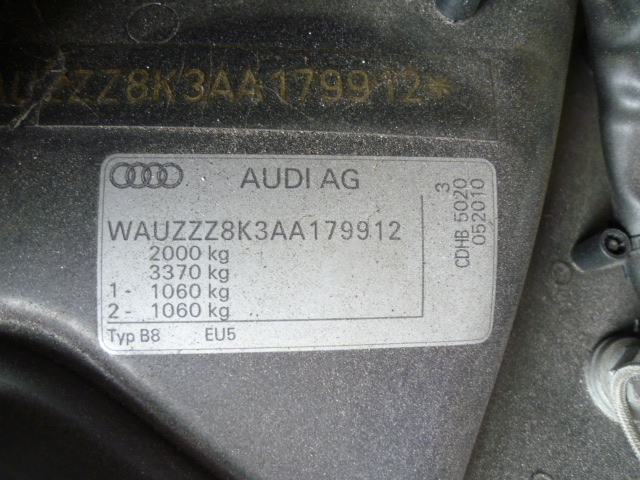 AUZZZ8K3AA179912*
AUDI AG
WAUZZZ8K3AA179912
2000 kg
3370 kg
1- 1060 kg
2- 1060 kg
Typ B8 EU5
3
CDHB 5020
052010